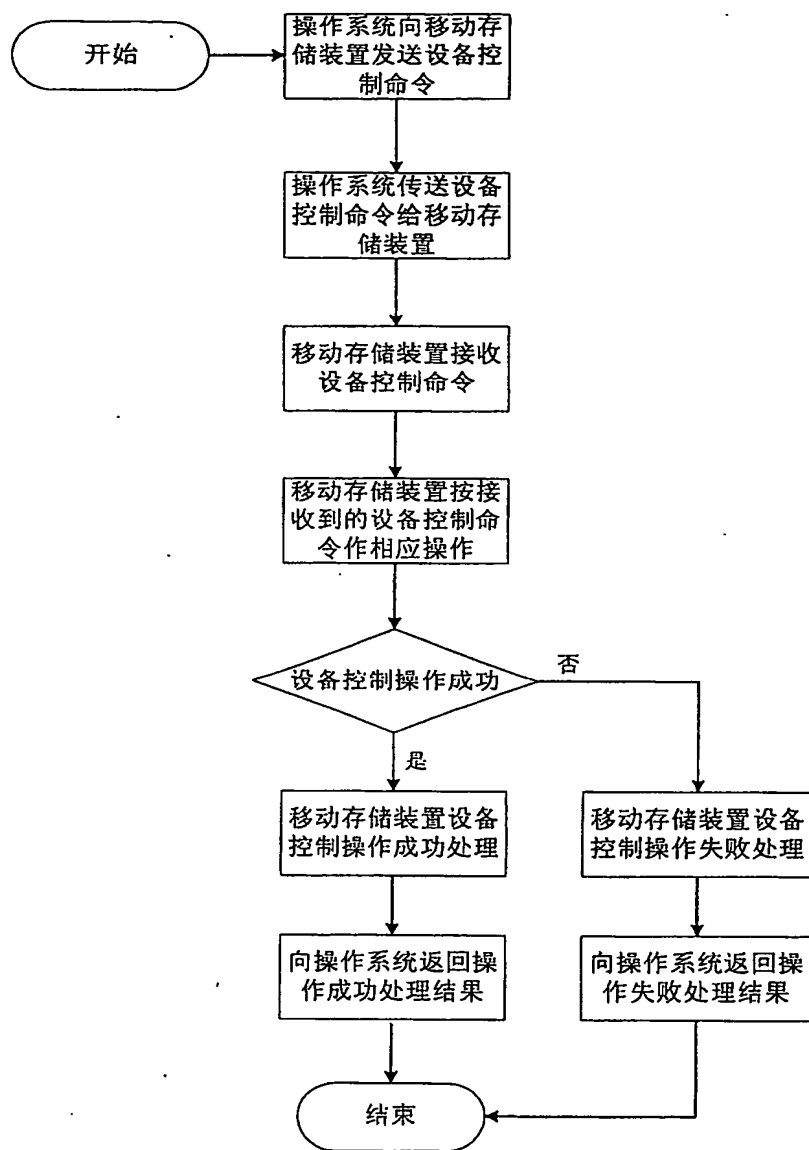 开始
操作系统向移动存
储装置发送设备控
制命令
操作系统传送设备
控制命令给移动存
储装置
移动存储装置接收
设备控制命令
移动存储装置按接
收到的设备控制命
令作相应操作
设备控制操作成功
否
是
移动存储装置设备
控制操作成功处理
移动存储装置设备
控制操作失败处理
向操作系统返回操
作成功处理结果
向操作系统返回操
作失败处理结果
结束